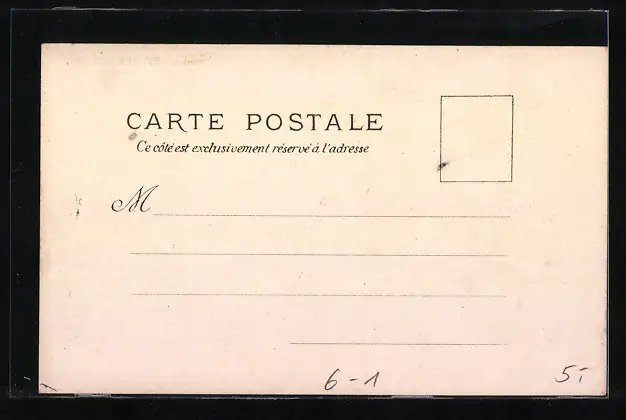 CARTE POSTALE
Ce côté est exclusivement réservé à l'adresse
M
6-1 5.-